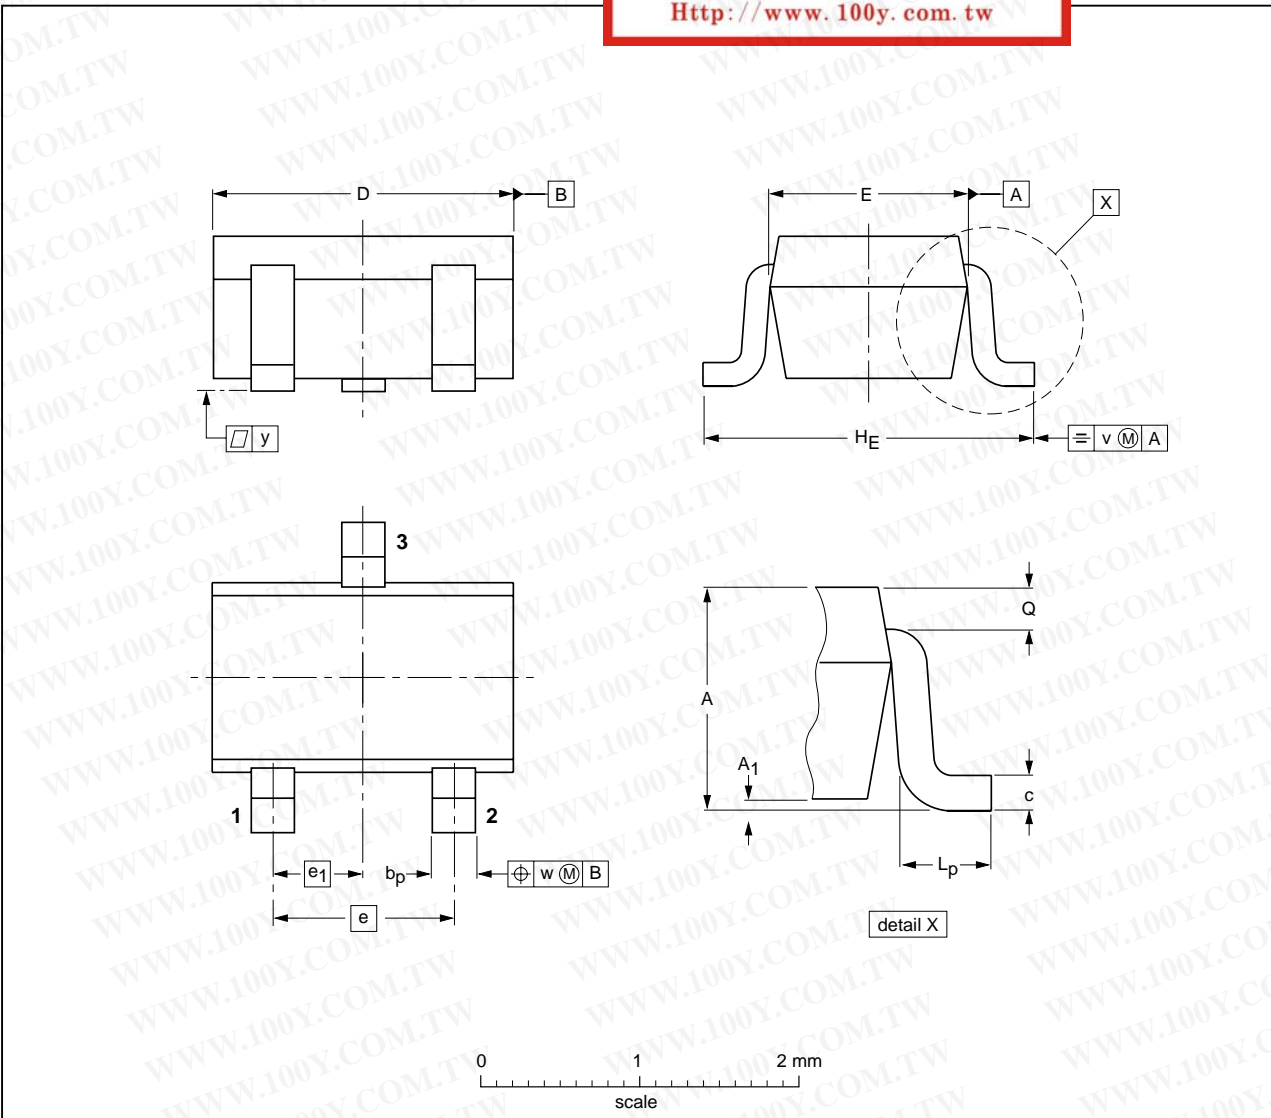 Http://www.100y.com.tw
D
B
E
A
X
y
HE
v M A
3
1
2
e1
bp
w M B
e
Q
A
A1
c
Lp
detail X
0 1 2 mm
scale
WWW.100Y.COM.TW